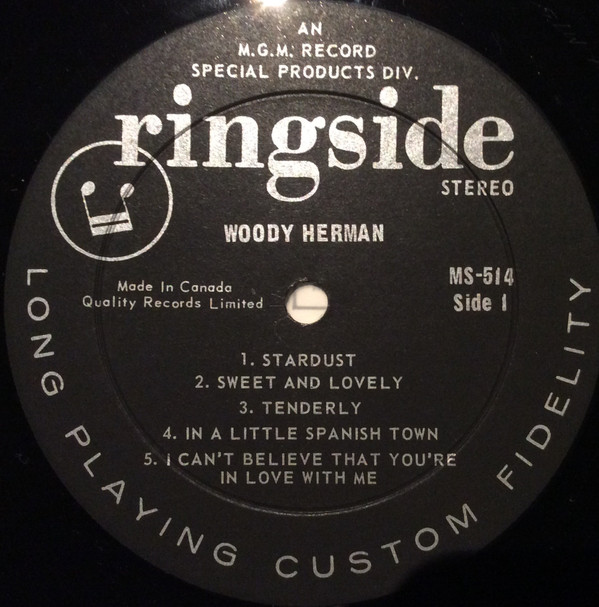 AN
M.G.M. RECORD
SPECIAL PRODUCTS DIV.
ringside
STEREO
WOODY HERMAN
Made In Canada
Quality Records Limited
MS-514
Side 1
1. STARDUST
2. SWEET AND LOVELY
3. TENDERLY
4. IN A LITTLE SPANISH TOWN
5. I CAN'T BELIEVE THAT YOU'RE
IN LOVE WITH ME
LONG PLAYING CUSTOM FIDELITY